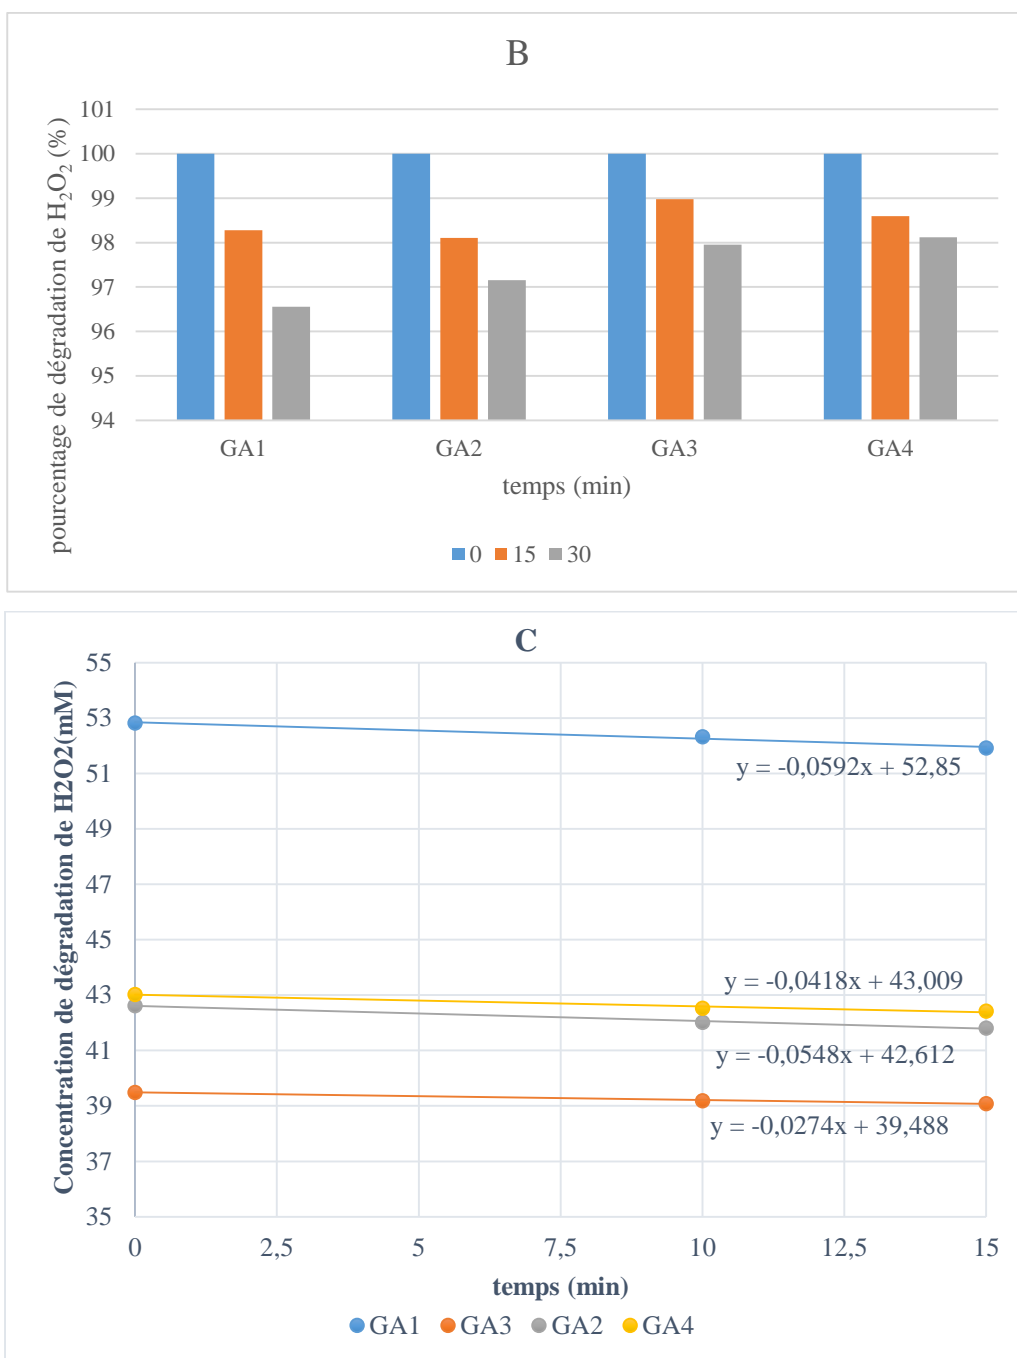 B
pourcentage de dégradation de H₂O₂ (%)
101
100
99
98
97
96
95
94
GA1 GA2 GA3 GA4
temps (min)
0 15 30
C
Concentration de dégradation de H2O2(mM)
55
53
51
49
47
45
43
41
39
37
35
y = -0,0592x + 52,85
y = -0,0418x + 43,009
y = -0,0548x + 42,612
y = -0,0274x + 39,488
0 2,5 5 7,5 10 12,5 15
temps (min)
GA1 GA3 GA2 GA4